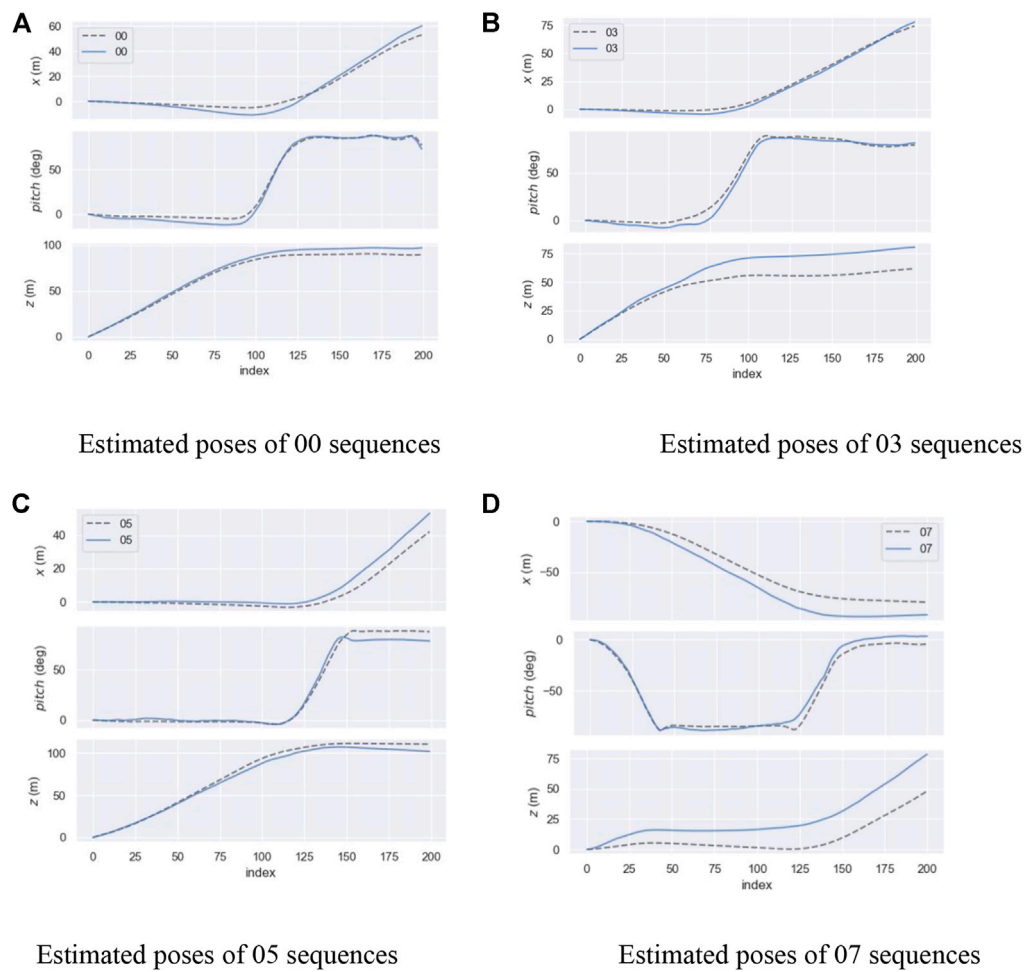 A
00
00
60
40
20
0
x (m)
50
0
pitch (deg)
100
50
0
z (m)
0 25 50 75 100 125 150 175 200
index
Estimated poses of 00 sequences
B
03
03
75
50
25
0
x (m)
50
0
pitch (deg)
75
50
25
0
z (m)
0 25 50 75 100 125 150 175 200
index
Estimated poses of 03 sequences
C
05
05
40
20
0
x (m)
50
0
pitch (deg)
100
50
0
z (m)
0 25 50 75 100 125 150 175 200
index
Estimated poses of 05 sequences
D
07
07
0
−50
x (m)
0
−50
pitch (deg)
75
50
25
0
z (m)
0 25 50 75 100 125 150 175 200
index
Estimated poses of 07 sequences